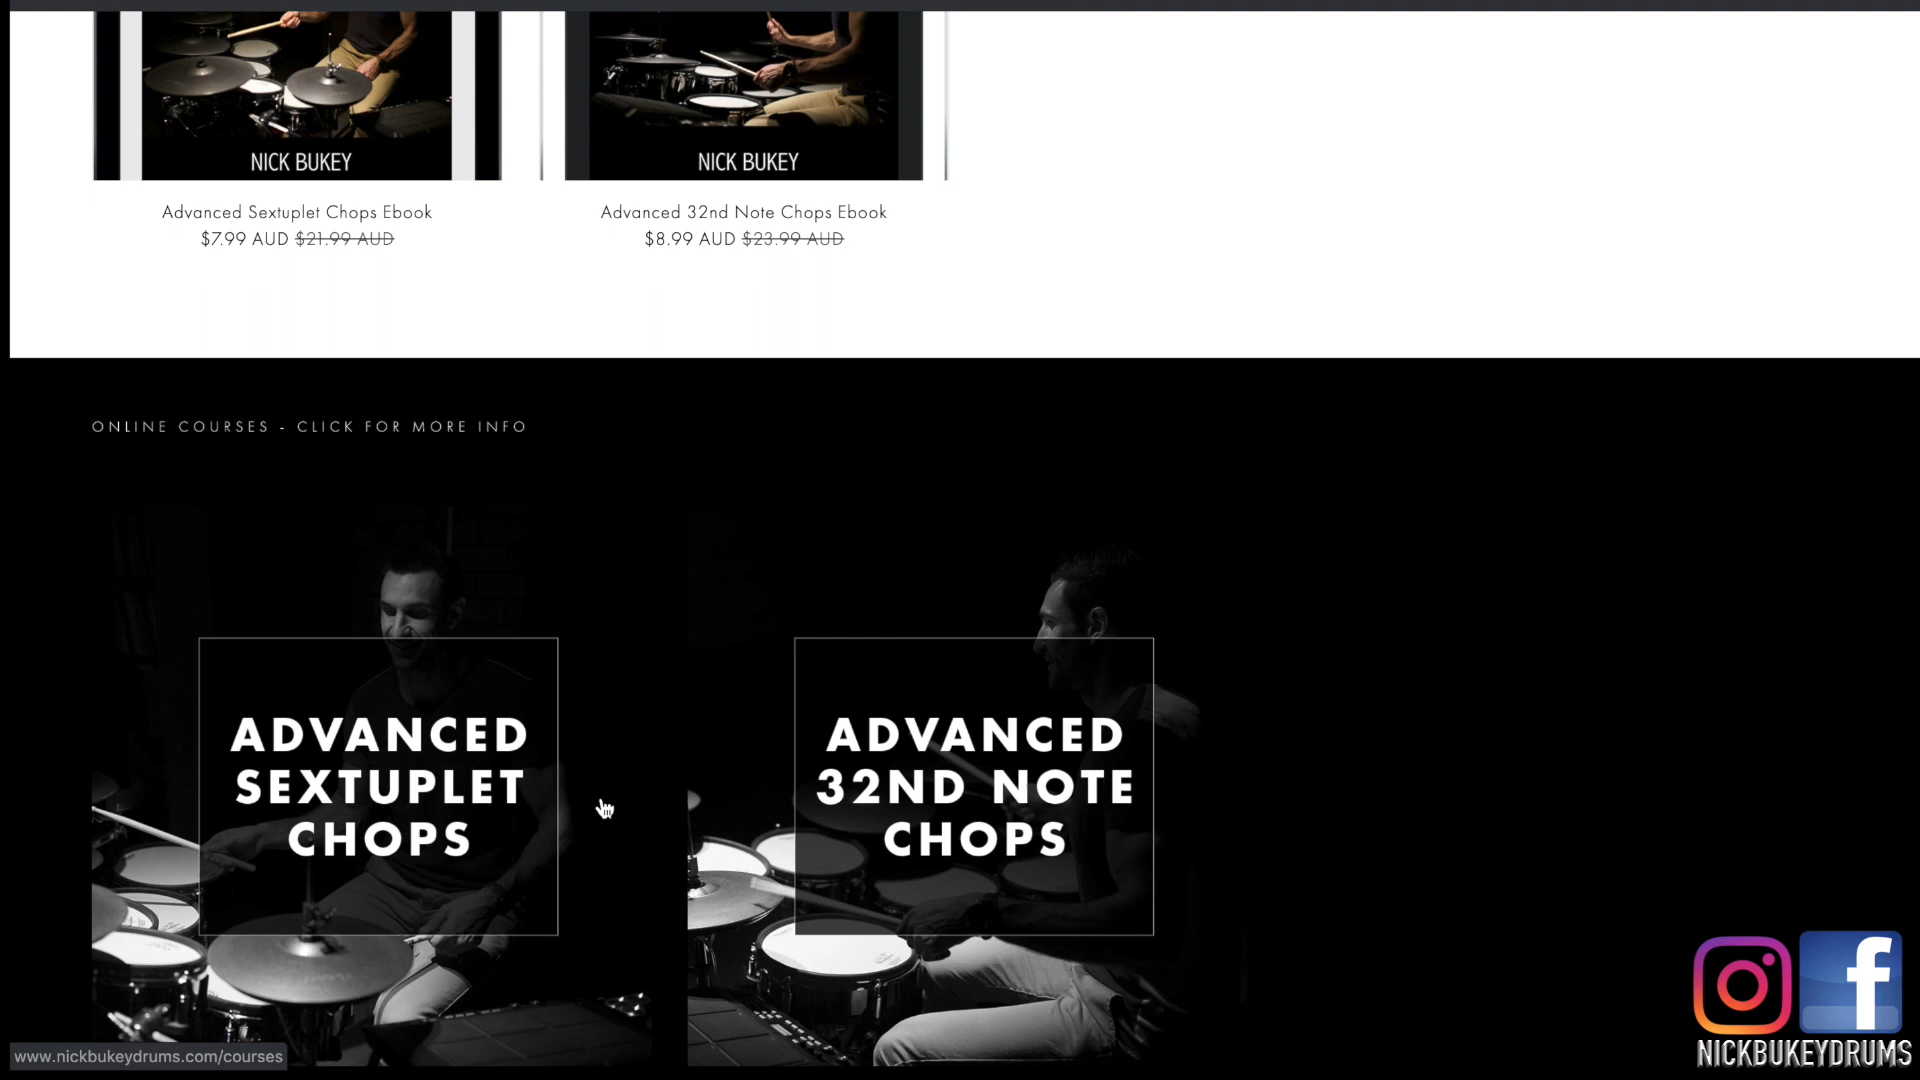 NICK BUKEY
NICK BUKEY
Advanced Sextuplet Chops Ebook
$7.99 AUD $21.99 AUD
Advanced 32nd Note Chops Ebook
$8.99 AUD $23.99 AUD
ONLINE COURSES - CLICK FOR MORE INFO
ADVANCED
SEXTUPLET
CHOPS
ADVANCED
32ND NOTE
CHOPS
www.nickbukeydrums.com/courses
f
NICKBUKEYDRUMS